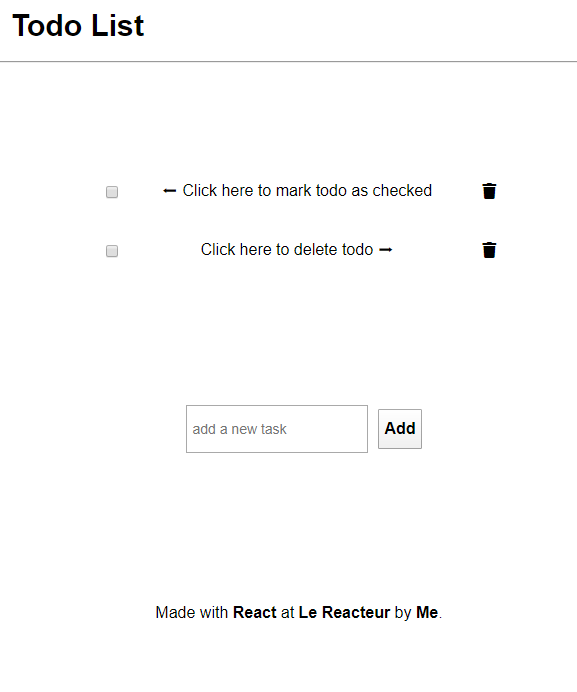 Todo List
← Click here to mark todo as checked
Click here to delete todo →
add a new task
Add
Made with React at Le Reacteur by Me.